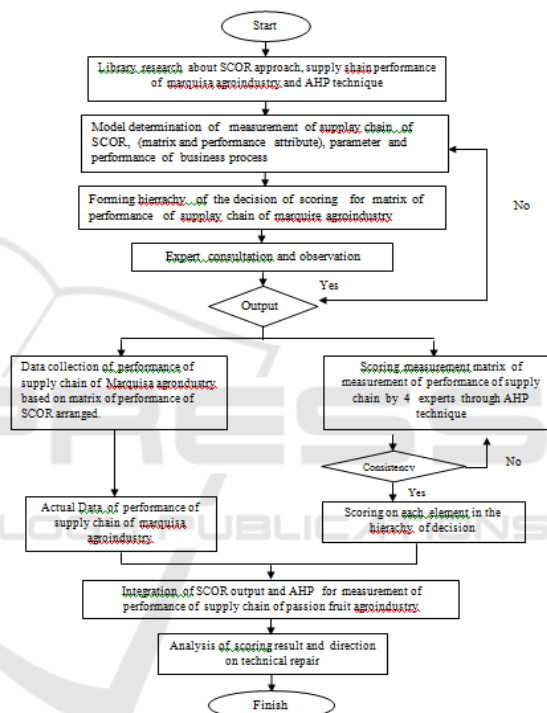 Start
Library research about SCOR approach, supply shain performance
of marquisa agroindustry and AHP technique
Model determination of measurement of supplay chain of
SCOR, (matrix and performance attribute), parameter and
performance of business process
No
Forming hierrachy of the decision of scoring for matrix of
performance of supplay chain of marquire agroindustry
Expert consultation and observation
Yes
Output
Data collection of performance of
supply chain of Marquisa agrondustry
based on matrix of performance of
SCOR arranged.
Scoring measurement matrix of
measurement of performance of supply
chain by 4 experts through AHP
technique
Consistency
No
Yes
Actual Data of performance of
supply chain of marquisa
agroindustry
Scoring on each element in the
hierachy of decision
Integration of SCOR output and AHP for measurement of
performance of supply chain of passion fruit agroindustry
Analysis of scoring result and direction
on technical repair
Finish